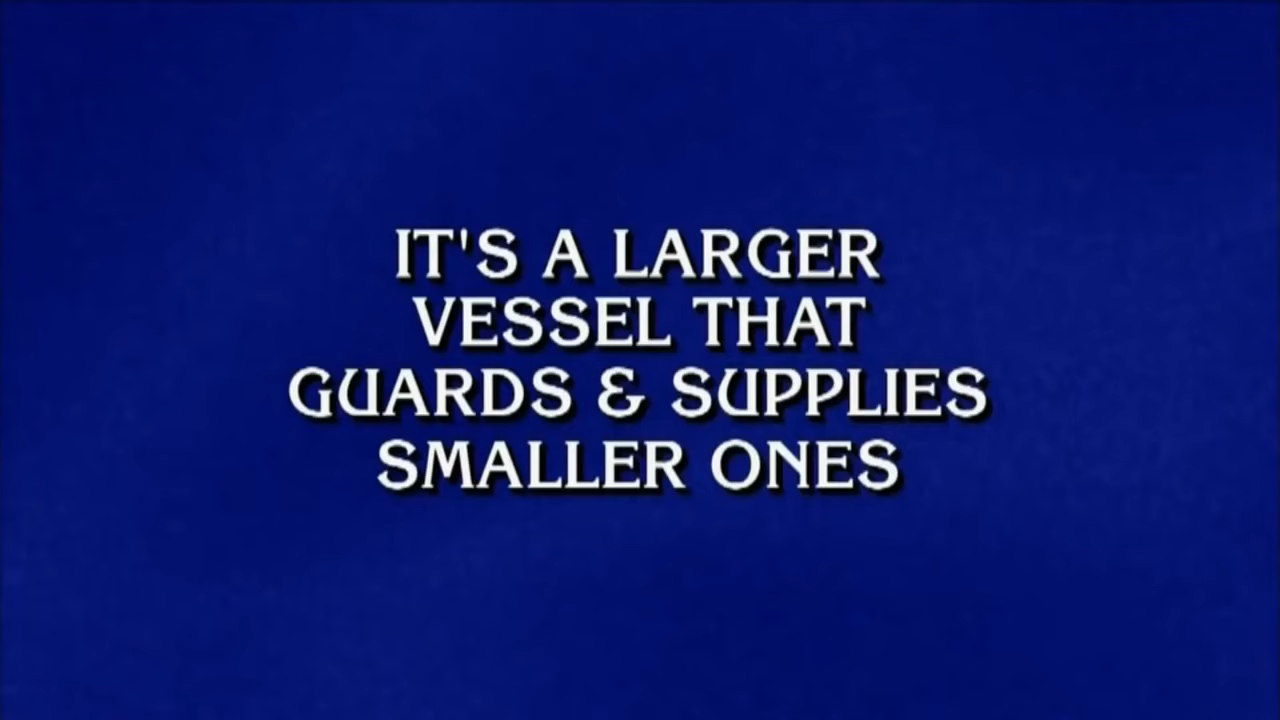 IT'S A LARGER
VESSEL THAT
GUARDS & SUPPLIES
SMALLER ONES